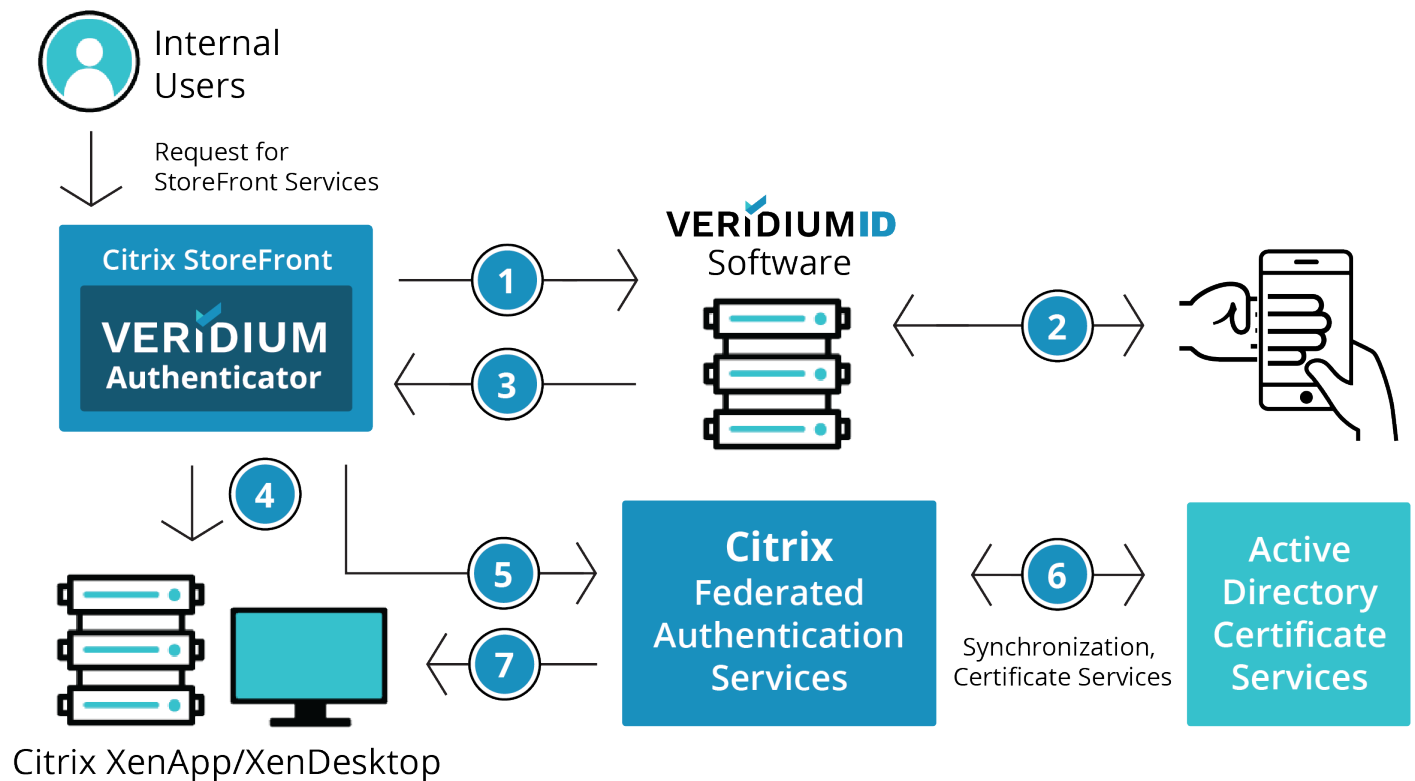 Internal
Users
Request for
StoreFront Services
Citrix StoreFront
VERIDIUM
Authenticator
1
VERIDIUMID
Software
2
3
4
5
Citrix
Federated
Authentication
Services
6
Synchronization,
Certificate Services
Active
Directory
Certificate
Services
7
Citrix XenApp/XenDesktop